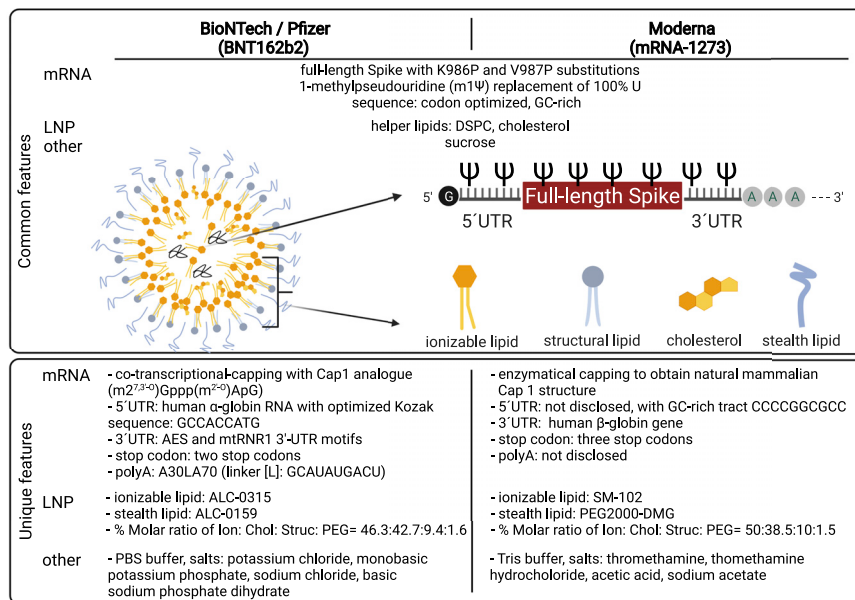 BioNTech / Pfizer
(BNT162b2)
Moderna
(mRNA-1273)
Common features
mRNA
full-length Spike with K986P and V987P substitutions
1-methylpseudouridine (m1Ψ) replacement of 100% U
sequence: codon optimized, GC-rich
LNP
helper lipids: DSPC, cholesterol
other
sucrose
Ψ Ψ Ψ Ψ Ψ Ψ Ψ Ψ
5' G Full-length Spike A A A --- 3'
5´UTR 3´UTR
ionizable lipid structural lipid cholesterol stealth lipid
Unique features
mRNA
- co-transcriptional-capping with Cap1 analogue
(m2⁷,³'⁻ᴼ)Gppp(m²'⁻ᴼ)ApG)
- 5´UTR: human α-globin RNA with optimized Kozak
sequence: GCCACCATG
- 3´UTR: AES and mtRNR1 3'-UTR motifs
- stop codon: two stop codons
- polyA: A30LA70 (linker [L]: GCAUAUGACU)
- enzymatical capping to obtain natural mammalian
Cap 1 structure
- 5´UTR: not disclosed, with GC-rich tract CCCCGGCGCC
- 3´UTR: human β-globin gene
- stop codon: three stop codons
- polyA: not disclosed
LNP
- ionizable lipid: ALC-0315
- stealth lipid: ALC-0159
- % Molar ratio of Ion: Chol: Struc: PEG= 46.3:42.7:9.4:1.6
- ionizable lipid: SM-102
- stealth lipid: PEG2000-DMG
- % Molar ratio of Ion: Chol: Struc: PEG= 50:38.5:10:1.5
other
- PBS buffer, salts: potassium chloride, monobasic
potassium phosphate, sodium chloride, basic
sodium phosphate dihydrate
- Tris buffer, salts: thromethamine, thomethamine
hydrocholoride, acetic acid, sodium acetate